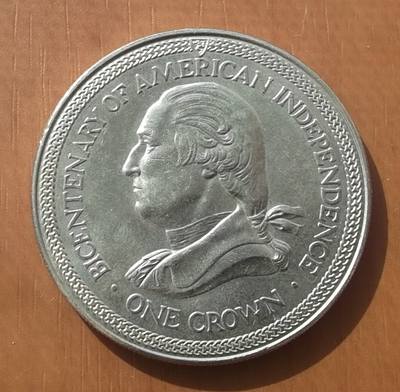 BICENTENARY OF AMERICAN INDEPENDENCE
· ONE CROWN ·